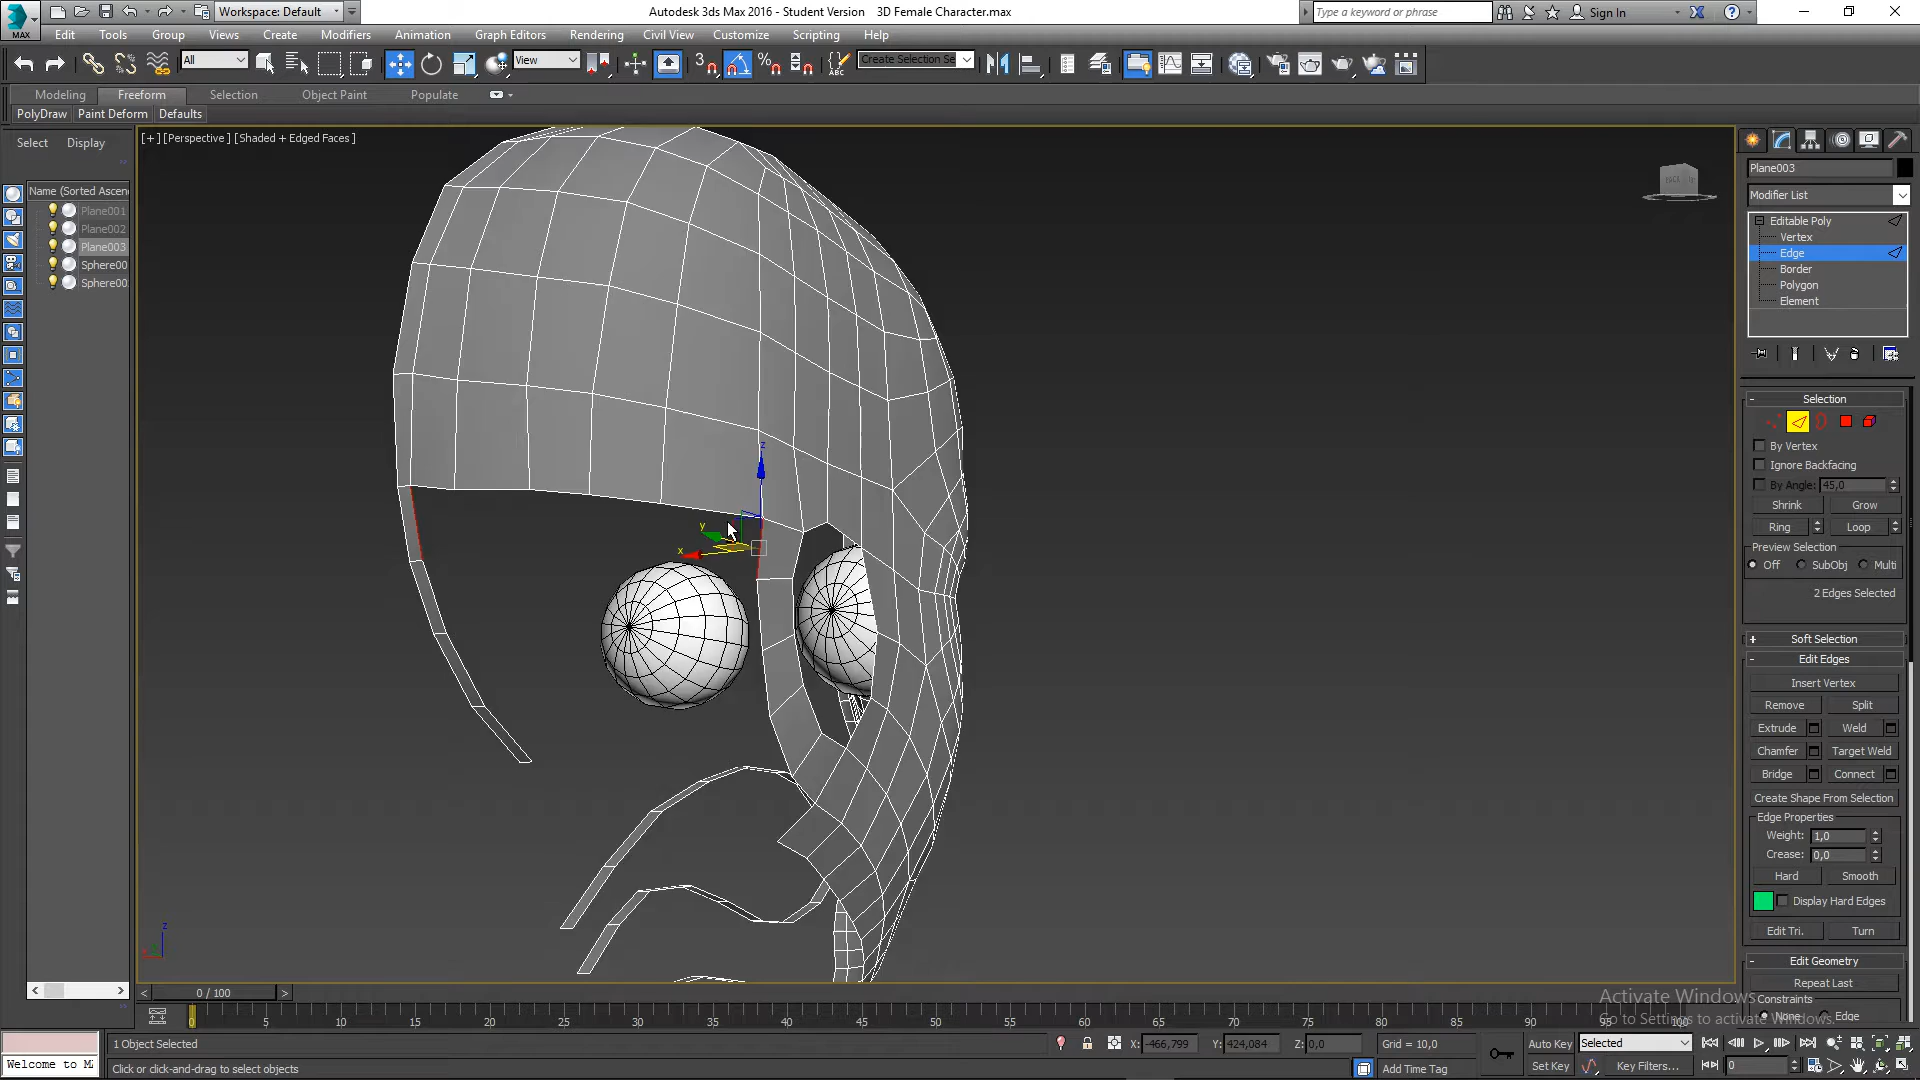 MAX
Workspace: Default
Autodesk 3ds Max 2016 - Student Version 3D Female Character.max
Type a keyword or phrase
Sign In
Edit Tools Group Views Create Modifiers Animation Graph Editors Rendering Civil View Customize Scripting Help
All
View
3
ABC
Create Selection Se
Modeling Freeform Selection Object Paint Populate
PolyDraw Paint Deform Defaults
Select Display
[+] [Perspective] [Shaded + Edged Faces]
Name (Sorted Ascen
Plane001
Plane002
Plane003
Sphere00
Sphere00
z
y
x
Plane003
Modifier List
Editable Poly
Vertex
Edge
Border
Polygon
Element
- Selection
By Vertex
Ignore Backfacing
By Angle: 45,0
Shrink Grow
Ring Loop
Preview Selection
Off SubObj Multi
2 Edges Selected
+ Soft Selection
- Edit Edges
Insert Vertex
Remove Split
Extrude Weld
Chamfer Target Weld
Bridge Connect
Create Shape From Selection
Edge Properties
Weight: 1,0
Crease: 0,0
Hard Smooth
Display Hard Edges
Edit Tri. Turn
- Edit Geometry
Repeat Last
Constraints
None Edge
Activate Windows
Go to Settings to activate Windows.
z
< 0 / 100 >
0 5 10 15 20 25 30 35 40 45 50 55 60 65 70 75 80 85 90 95 100
1 Object Selected
X: -466,799 Y: 424,084 Z: 0,0 Grid = 10,0
Auto Key Selected
Welcome to M
Click or click-and-drag to select objects
Add Time Tag
Set Key Key Filters... 0